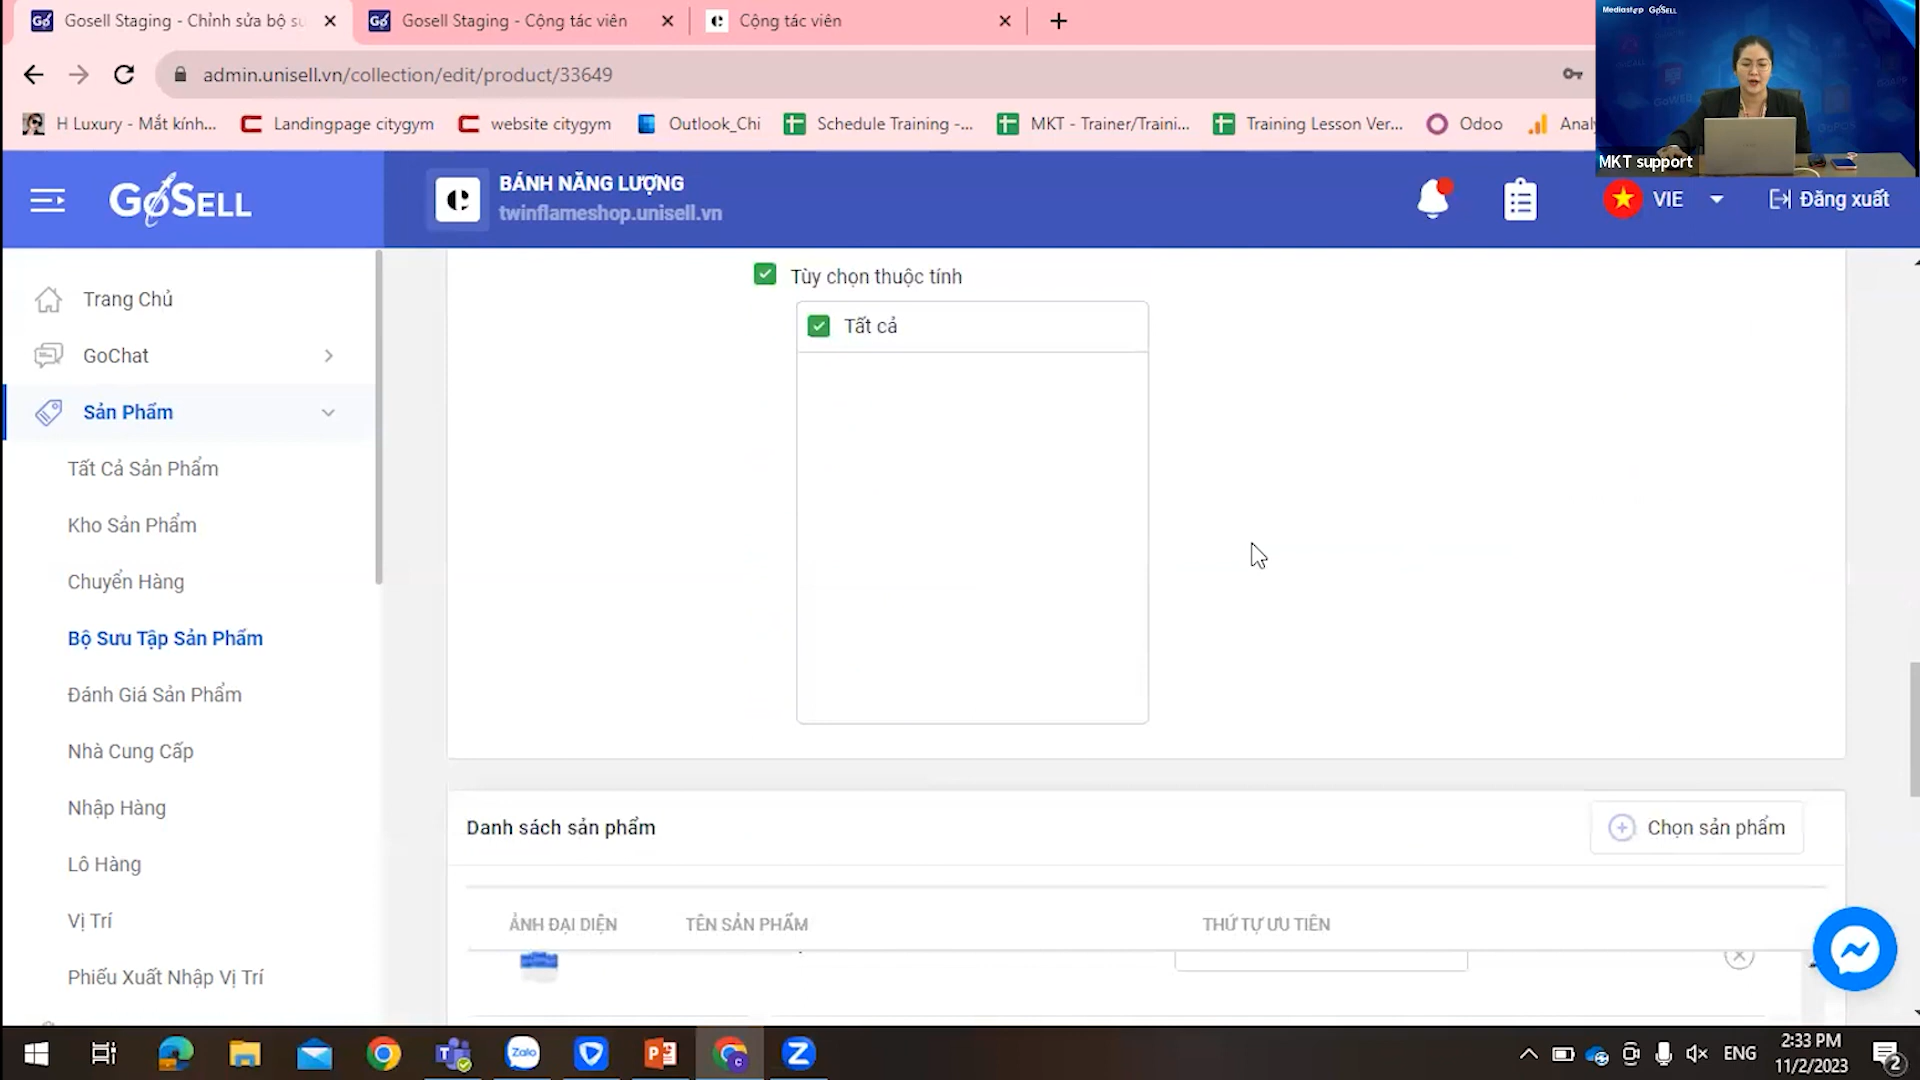 Gosell Staging - Chỉnh sửa bộ sư
Gosell Staging - Cộng tác viên
Cộng tác viên
admin.unisell.vn/collection/edit/product/33649
H Luxury - Mắt kính...
Landingpage citygym
website citygym
Outlook_Chi
Schedule Training -...
MKT - Trainer/Traini...
Training Lesson Ver...
Odoo
Mediastep GoSELL
MKT support
GoSELL
BÁNH NĂNG LƯỢNG
twinflameshop.unisell.vn
VIE
Đăng xuất
Trang Chủ
GoChat
Sản Phẩm
Tất Cả Sản Phẩm
Kho Sản Phẩm
Chuyển Hàng
Bộ Sưu Tập Sản Phẩm
Đánh Giá Sản Phẩm
Nhà Cung Cấp
Nhập Hàng
Lô Hàng
Vị Trí
Phiếu Xuất Nhập Vị Trí
Tùy chọn thuộc tính
Tất cả
Danh sách sản phẩm
Chọn sản phẩm
ẢNH ĐẠI DIỆN
TÊN SẢN PHẨM
THỨ TỰ ƯU TIÊN
Zalo
ENG
2:33 PM
11/2/2023
2